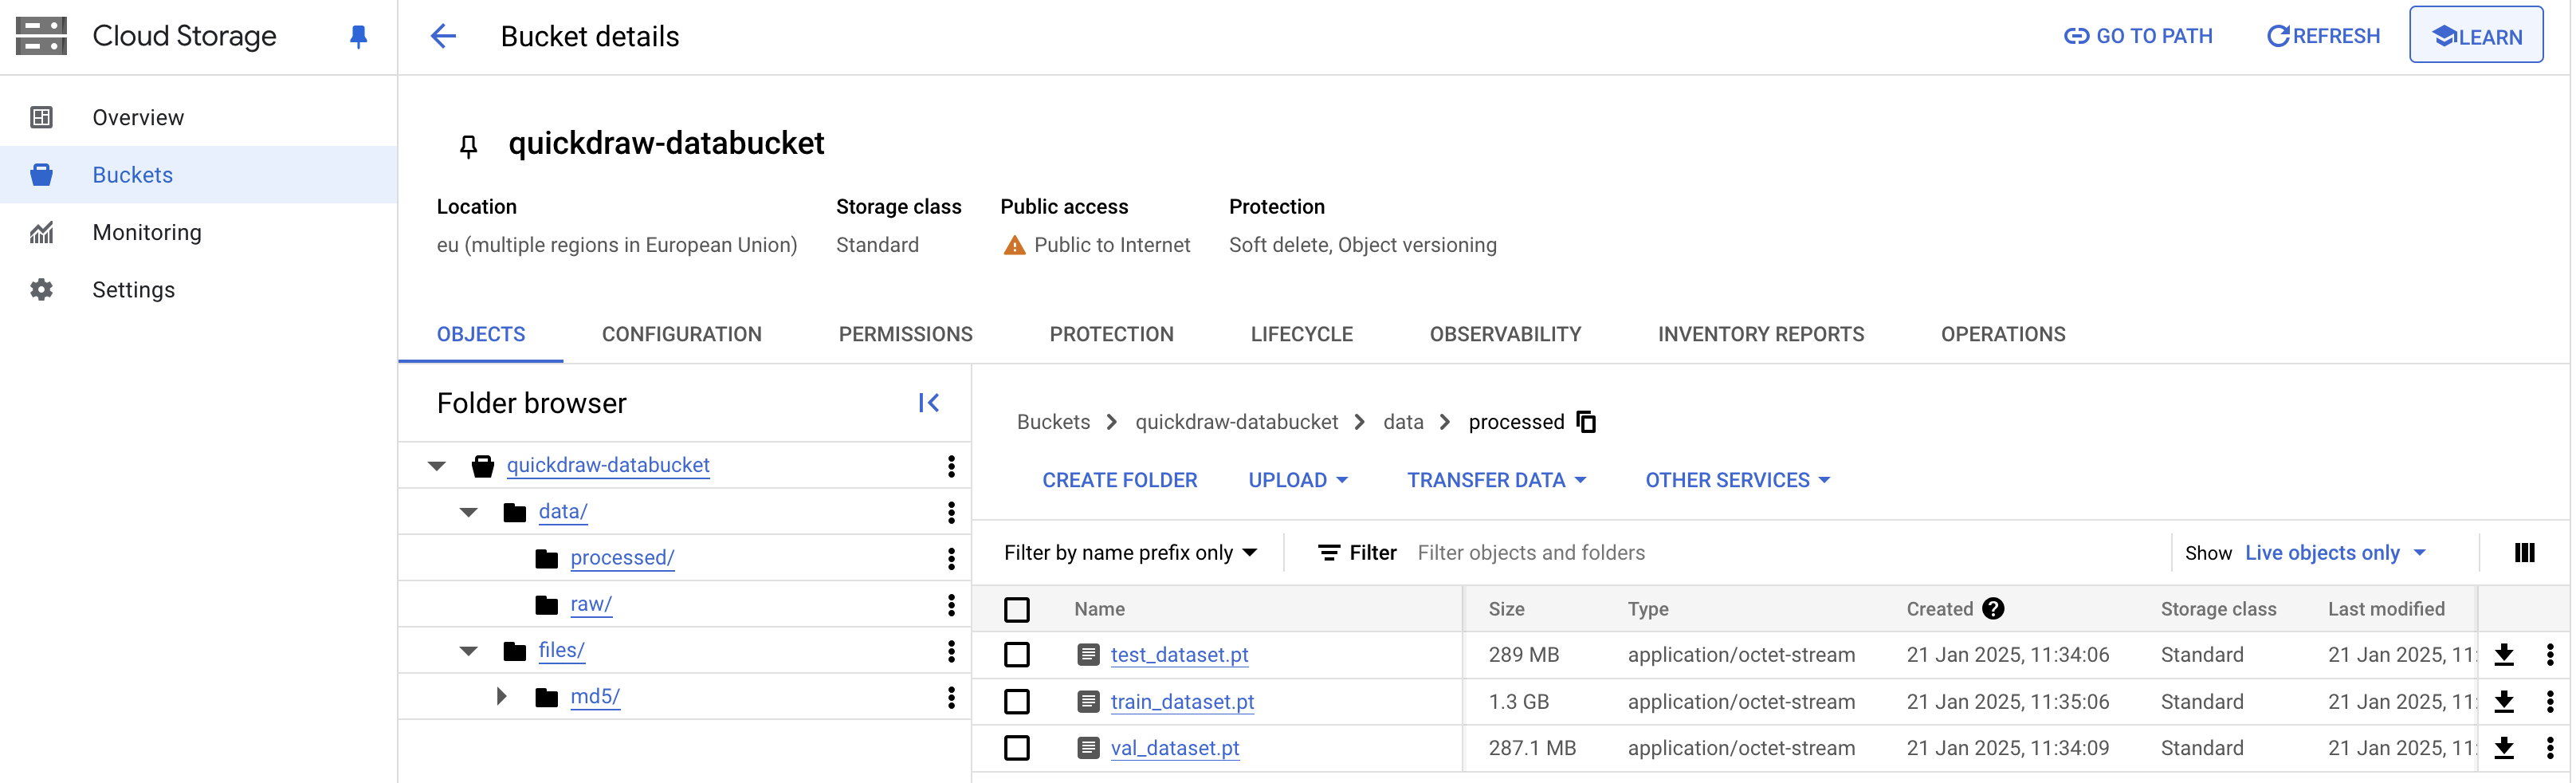 Cloud Storage
Overview
Buckets
Monitoring
Settings
Bucket details
GO TO PATH REFRESH LEARN
quickdraw-databucket
Location Storage class Public access Protection
eu (multiple regions in European Union) Standard Public to Internet Soft delete, Object versioning
OBJECTS CONFIGURATION PERMISSIONS PROTECTION LIFECYCLE OBSERVABILITY INVENTORY REPORTS OPERATIONS
Folder browser
quickdraw-databucket
data/
processed/
raw/
files/
md5/
Buckets quickdraw-databucket data processed
CREATE FOLDER UPLOAD TRANSFER DATA OTHER SERVICES
Filter by name prefix only Filter Filter objects and folders Show Live objects only
Name Size Type Created Storage class Last modified
test_dataset.pt 289 MB application/octet-stream 21 Jan 2025, 11:34:06 Standard 21 Jan 2025, 11:
train_dataset.pt 1.3 GB application/octet-stream 21 Jan 2025, 11:35:06 Standard 21 Jan 2025, 11:
val_dataset.pt 287.1 MB application/octet-stream 21 Jan 2025, 11:34:09 Standard 21 Jan 2025, 11: